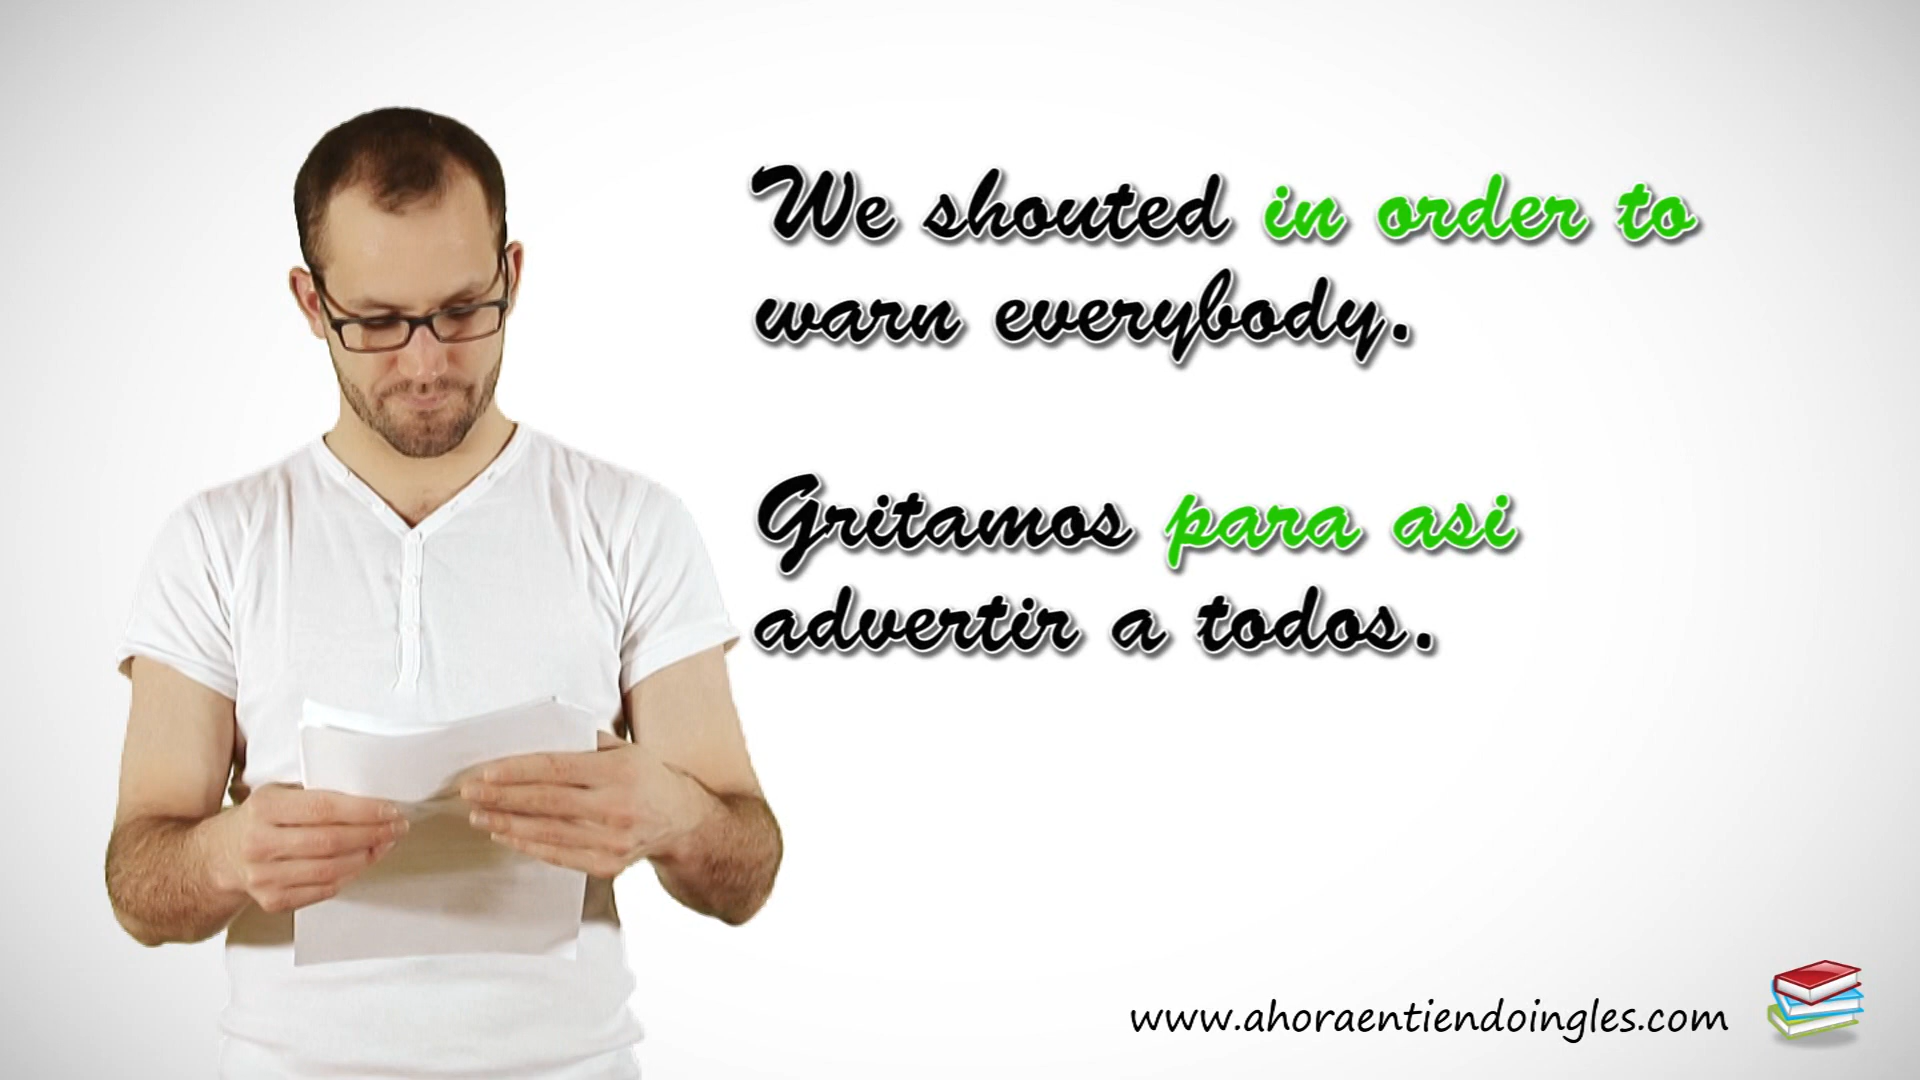 We shouted in order to
warn everybody.
Gritamos para asi
advertir a todos.
www.ahoraentiendoingles.com